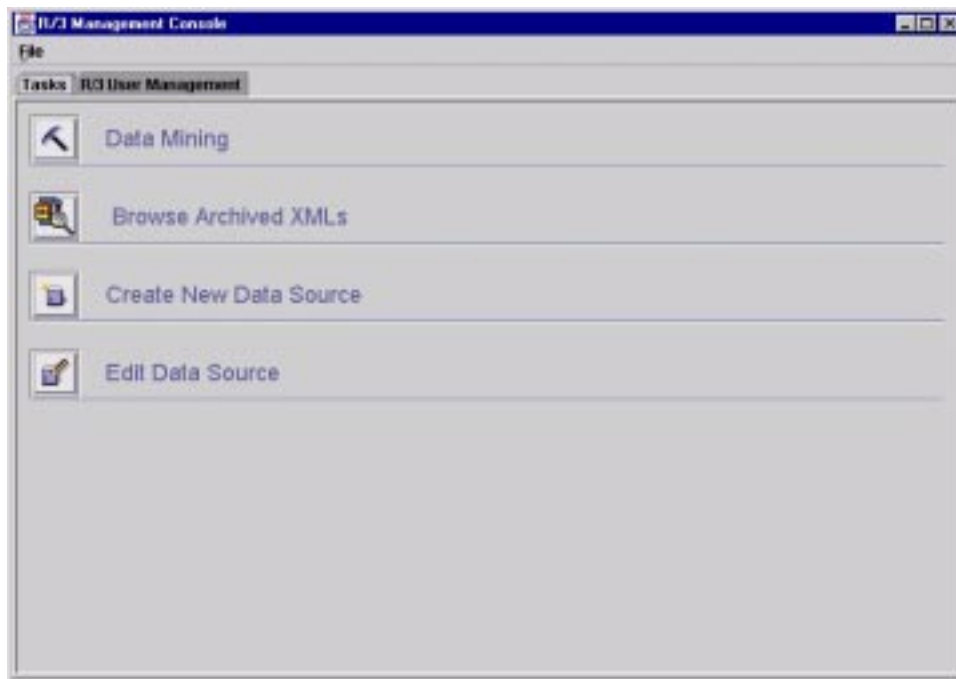 R/3 Management Console
File
Tasks R/3 User Management
Data Mining
Browse Archived XMLs
Create New Data Source
Edit Data Source